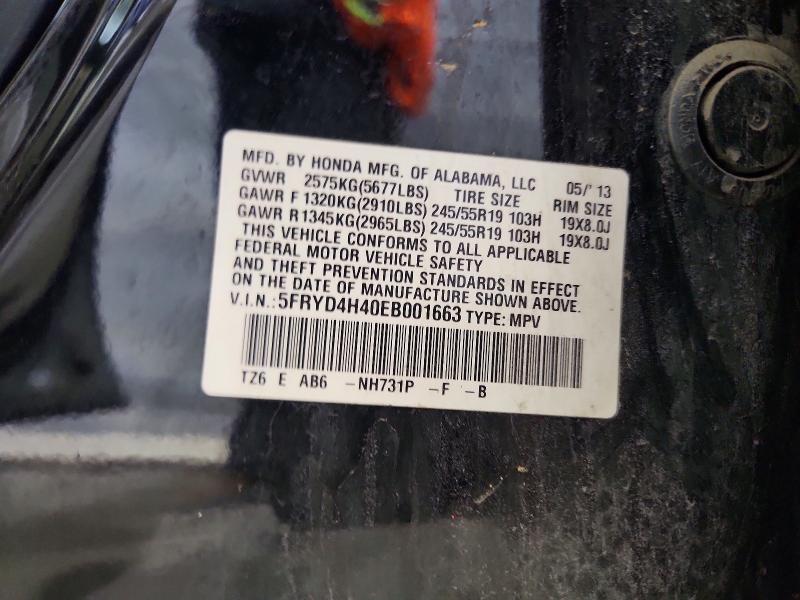 MFD. BY HONDA MFG. OF ALABAMA, LLC 05/' 13
GVWR 2575KG(5677LBS) TIRE SIZE RIM SIZE
GAWR F 1320KG(2910LBS) 245/55R19 103H 19X8.0J
GAWR R 1345KG(2965LBS) 245/55R19 103H 19X8.0J
THIS VEHICLE CONFORMS TO ALL APPLICABLE
FEDERAL MOTOR VEHICLE SAFETY
AND THEFT PREVENTION STANDARDS IN EFFECT
ON THE DATE OF MANUFACTURE SHOWN ABOVE.
V.I.N.: 5FRYD4H40EB001663 TYPE: MPV
TZ6 E AB6 -NH731P -F -B